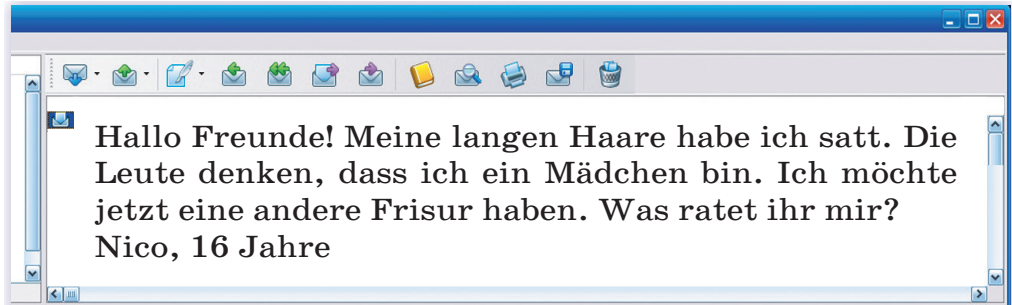 Hallo Freunde! Meine langen Haare habe ich satt. Die
Leute denken, dass ich ein Mädchen bin. Ich möchte
jetzt eine andere Frisur haben. Was ratet ihr mir?
Nico, 16 Jahre